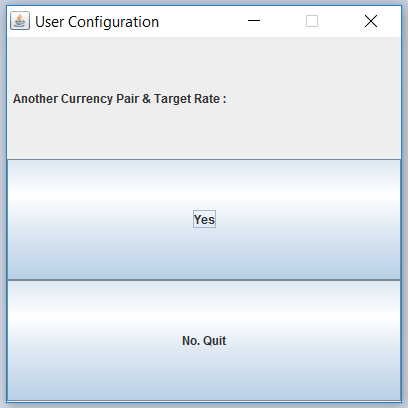 User Configuration
Another Currency Pair & Target Rate :
Yes
No. Quit